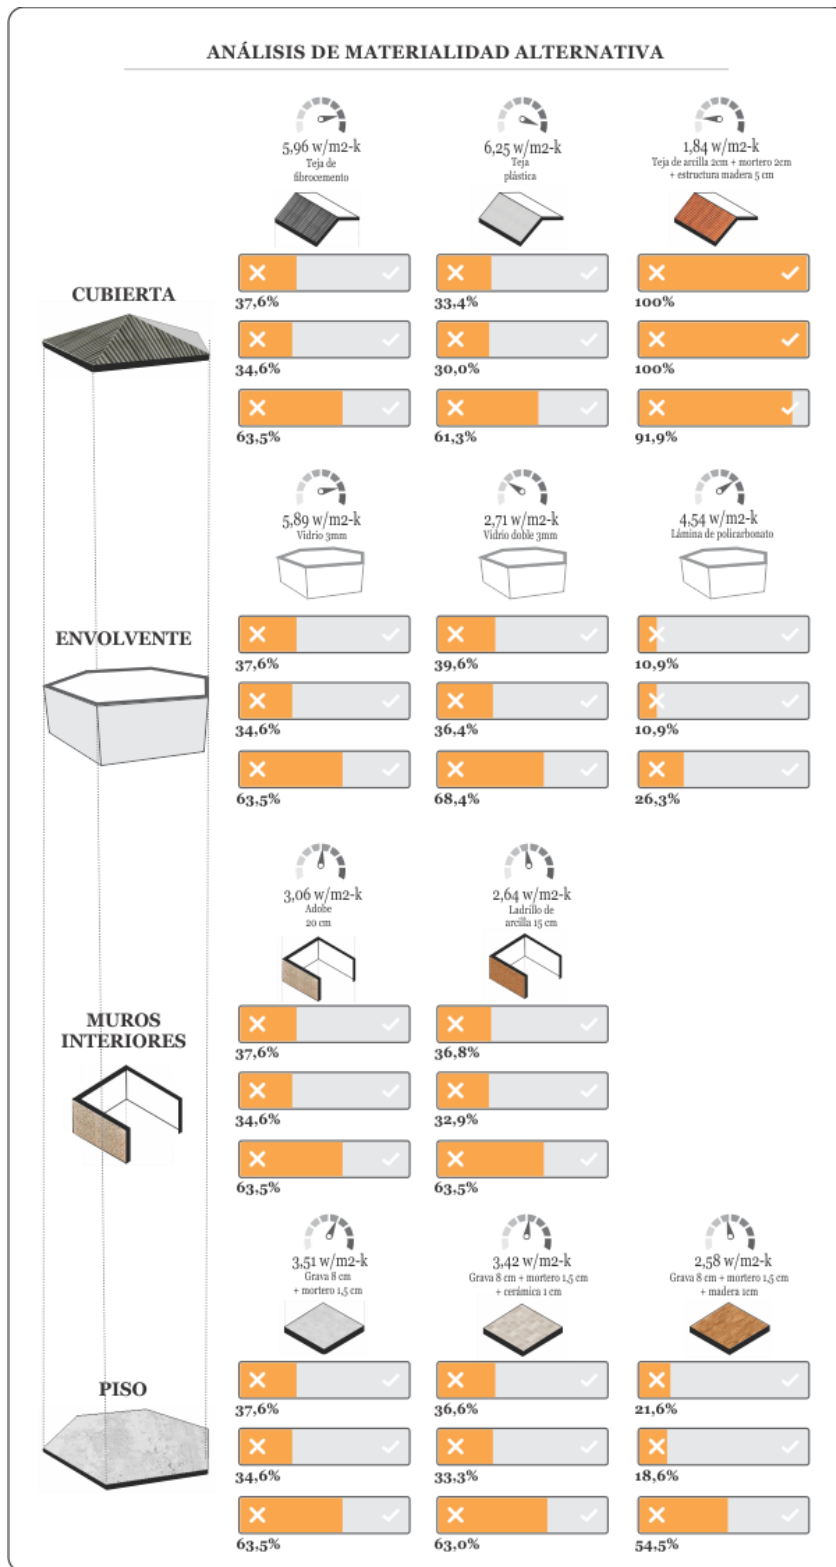 ANÁLISIS DE MATERIALIDAD ALTERNATIVA
5,96 w/m2-k
Teja de
fibrocemento
6,25 w/m2-k
Teja
plástica
1,84 w/m2-k
Teja de arcilla 2cm + mortero 2cm
+ estructura madera 5 cm
CUBIERTA
37,6%
33,4%
100%
34,6%
30,0%
100%
63,5%
61,3%
91,9%
5,89 w/m2-k
Vidrio 3mm
2,71 w/m2-k
Vidrio doble 3mm
4,54 w/m2-k
Lámina de policarbonato
ENVOLVENTE
37,6%
39,6%
10,9%
34,6%
36,4%
10,9%
63,5%
68,4%
26,3%
3,06 w/m2-k
Adobe
20 cm
2,64 w/m2-k
Ladrillo de
arcilla 15 cm
MUROS
INTERIORES
37,6%
36,8%
34,6%
32,9%
63,5%
63,5%
3,51 w/m2-k
Grava 8 cm
+ mortero 1,5 cm
3,42 w/m2-k
Grava 8 cm + mortero 1,5 cm
+ cerámica 1 cm
2,58 w/m2-k
Grava 8 cm + mortero 1,5 cm
+ madera 1cm
PISO
37,6%
36,6%
21,6%
34,6%
33,3%
18,6%
63,5%
63,0%
54,5%